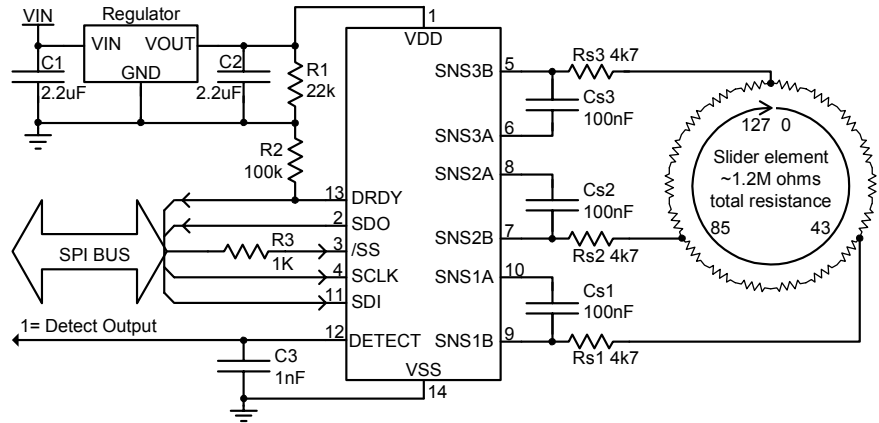 VIN
Regulator
VIN VOUT
GND
C1
2.2uF
C2
2.2uF
R1
22k
R2
100k
1
VDD
SNS3B 5
Rs3 4k7
Cs3
100nF
SNS3A 6
SNS2A 8
Cs2
100nF
SNS2B 7
Rs2 4k7
SNS1A 10
Cs1
100nF
SNS1B 9
Rs1 4k7
127 0
Slider element
~1.2M ohms
total resistance
85 43
13 DRDY
2 SDO
SPI BUS
R3
1K
3 /SS
4 SCLK
11 SDI
1= Detect Output
12 DETECT
C3
1nF
VSS
14